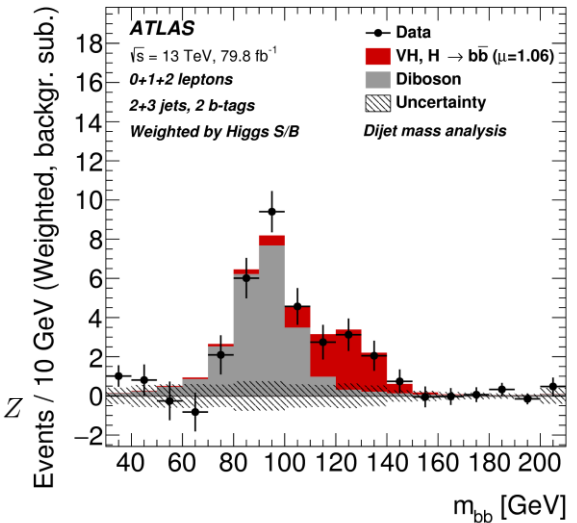 ATLAS
√s = 13 TeV, 79.8 fb⁻¹
0+1+2 leptons
2+3 jets, 2 b-tags
Weighted by Higgs S/B
Data
VH, H → bb̄ (μ=1.06)
Diboson
Uncertainty
Dijet mass analysis
Events / 10 GeV (Weighted, backgr. sub.)
Z
18
16
14
12
10
8
6
4
2
0
−2
40 60 80 100 120 140 160 180 200
m_bb [GeV]